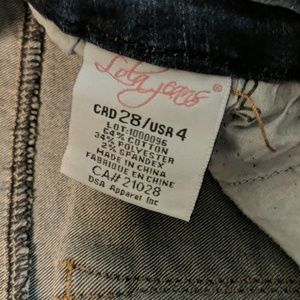 Lola Jeans®
CAD 28/USA 4
LOT:1000096
64% COTTON
34% POLYESTER
2% SPANDEX
MADE IN CHINA
FABRIQUE EN CHINE
CA# 21028
DSA Apparel Inc